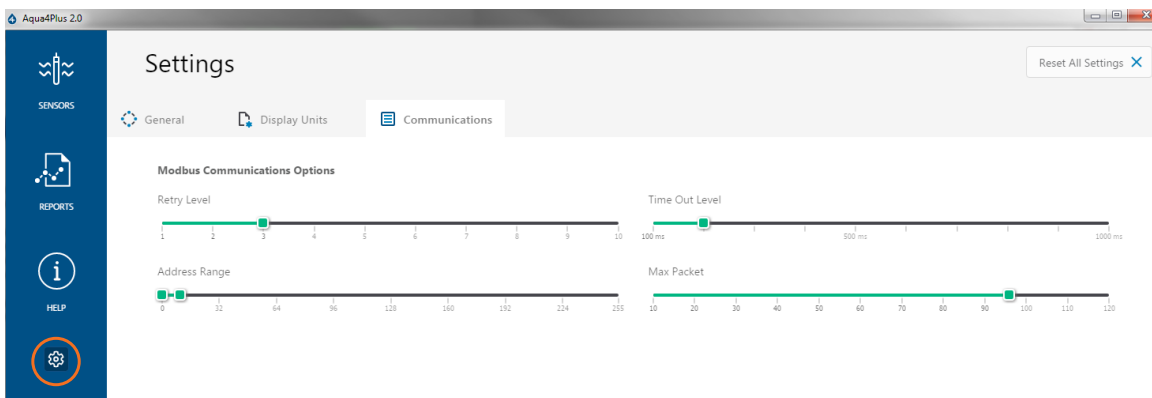 Aqua4Plus 2.0
SENSORS
REPORTS
HELP
Settings
Reset All Settings
General
Display Units
Communications
Modbus Communications Options
Retry Level
1 2 3 4 5 6 7 8 9 10
Time Out Level
100 ms 500 ms 1000 ms
Address Range
0 32 64 96 128 160 192 224 255
Max Packet
10 20 30 40 50 60 70 80 90 100 110 120